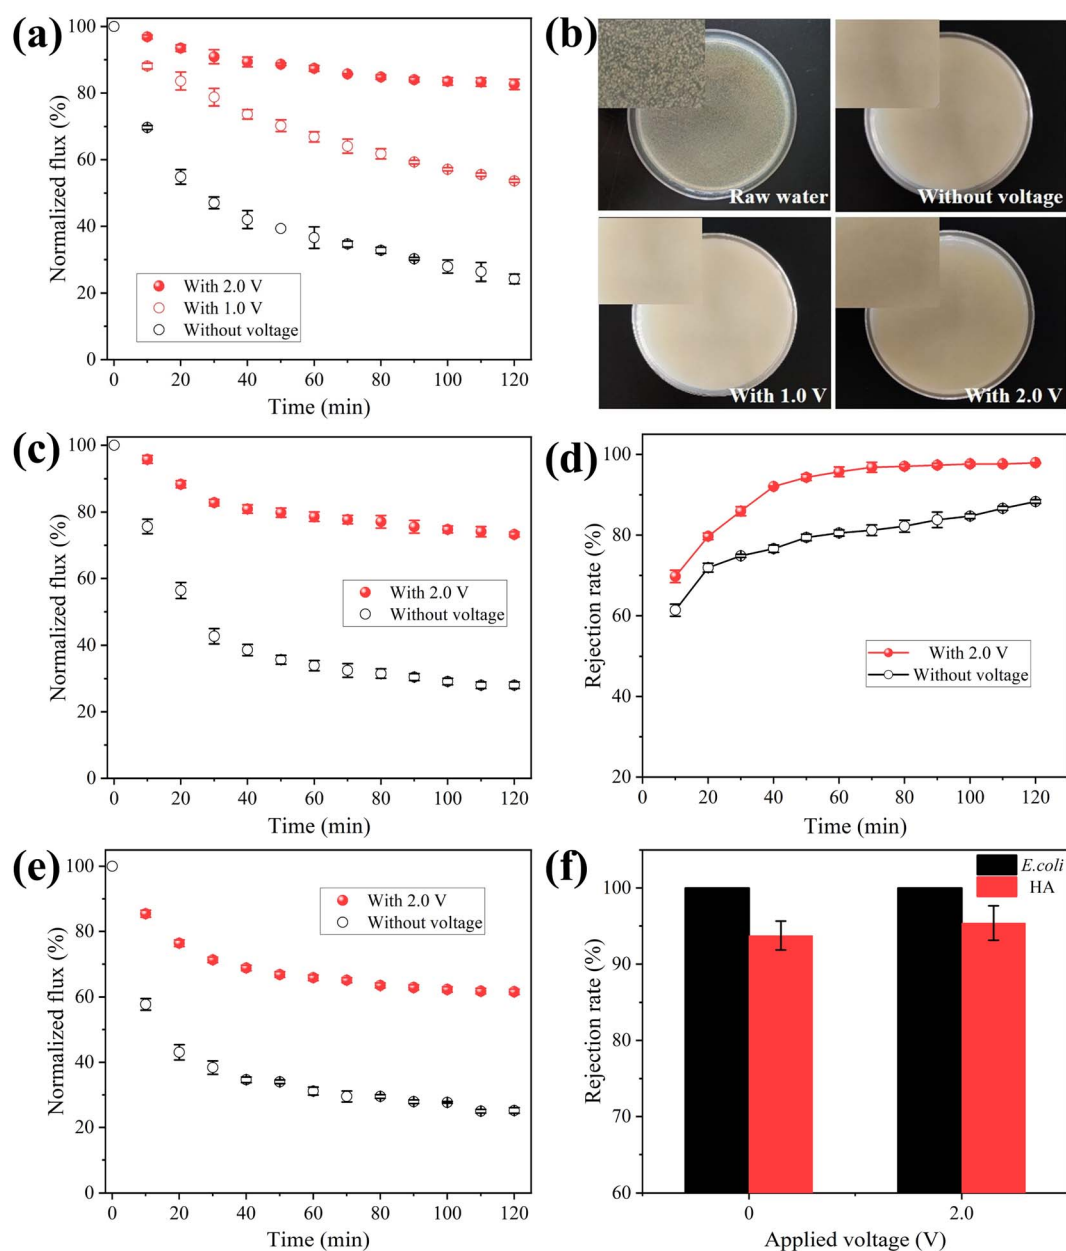 (a)
Normalized flux (%)
100
80
60
40
20
0
With 2.0 V
With 1.0 V
Without voltage
0 20 40 60 80 100 120
Time (min)
(b)
Raw water
Without voltage
With 1.0 V
With 2.0 V
(c)
Normalized flux (%)
100
80
60
40
20
0
With 2.0 V
Without voltage
0 20 40 60 80 100 120
Time (min)
(d)
Rejection rate (%)
100
80
60
40
20
With 2.0 V
Without voltage
0 20 40 60 80 100 120
Time (min)
(e)
Normalized flux (%)
100
80
60
40
20
0
With 2.0 V
Without voltage
0 20 40 60 80 100 120
Time (min)
(f)
Rejection rate (%)
100
90
80
70
60
E.coli
HA
0 2.0
Applied voltage (V)